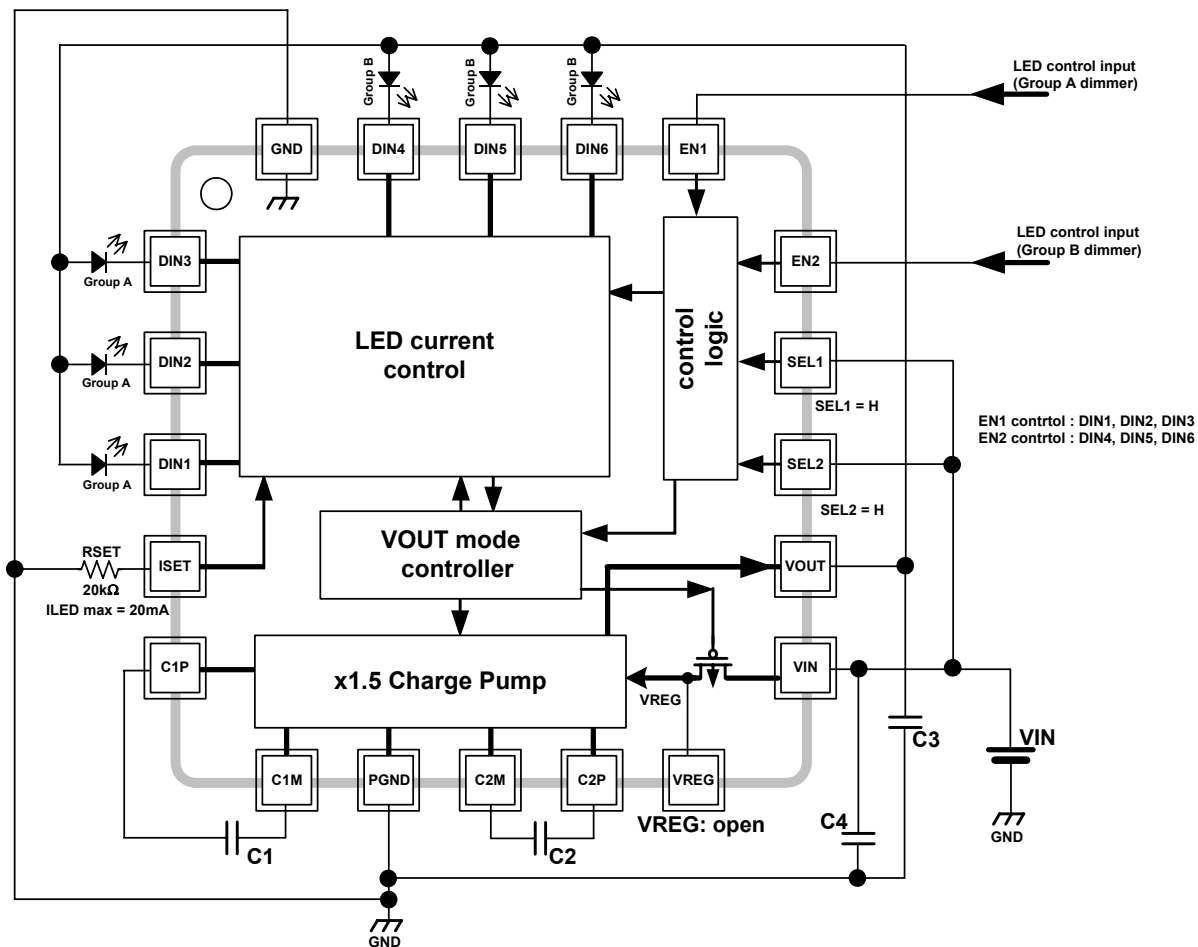 Group B
Group B
Group B
LED control input
(Group A dimmer)
GND
DIN4
DIN5
DIN6
EN1
LED control input
(Group B dimmer)
DIN3
Group A
EN2
LED current
control
control
logic
DIN2
Group A
SEL1
SEL1 = H
EN1 contrtol : DIN1, DIN2, DIN3
EN2 contrtol : DIN4, DIN5, DIN6
DIN1
Group A
SEL2
SEL2 = H
VOUT mode
controller
RSET
20kΩ
ILED max = 20mA
ISET
VOUT
C1P
x1.5 Charge Pump
VREG
VIN
C3
VIN
C1M
PGND
C2M
C2P
VREG
VREG: open
C1
C2
C4
GND
GND